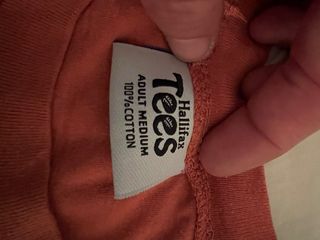 Hallifax
Tees
ADULT MEDIUM
100% COTTON